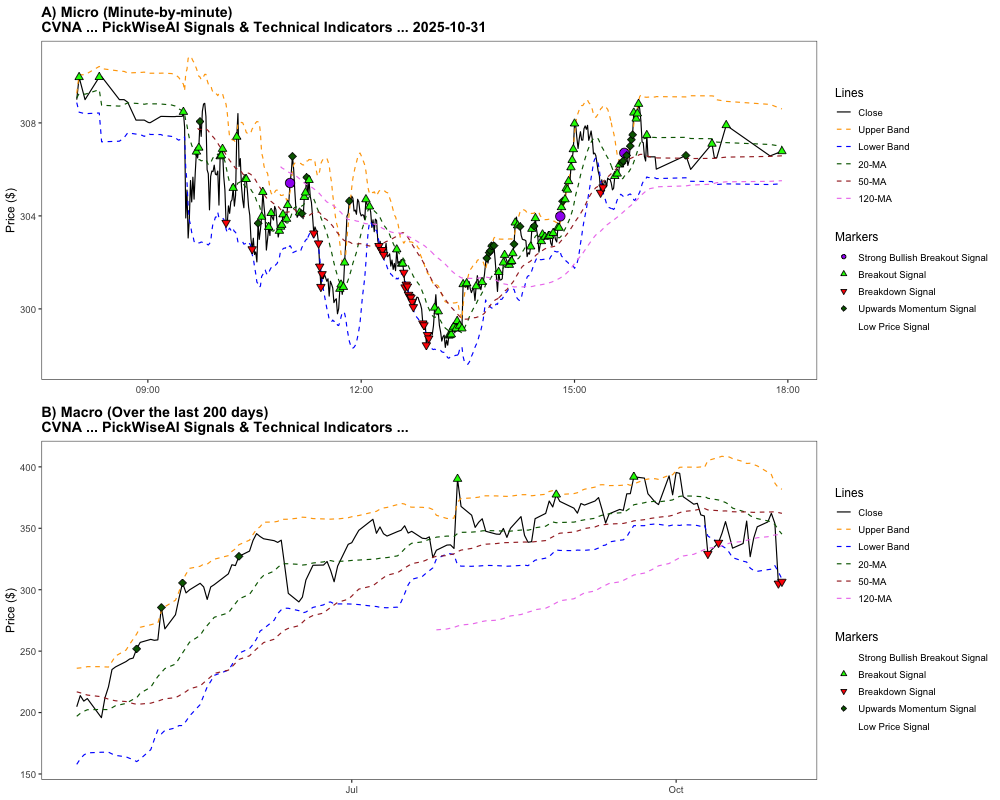 A) Micro (Minute-by-minute)
CVNA ... PickWiseAI Signals & Technical Indicators ... 2025-10-31
Price ($)
308
304
300
09:00
12:00
15:00
18:00
Lines
Close
Upper Band
Lower Band
20-MA
50-MA
120-MA
Markers
Strong Bullish Breakout Signal
Breakout Signal
Breakdown Signal
Upwards Momentum Signal
Low Price Signal
B) Macro (Over the last 200 days)
CVNA ... PickWiseAI Signals & Technical Indicators ...
Price ($)
400
350
300
250
200
150
Jul
Oct
Lines
Close
Upper Band
Lower Band
20-MA
50-MA
120-MA
Markers
Strong Bullish Breakout Signal
Breakout Signal
Breakdown Signal
Upwards Momentum Signal
Low Price Signal